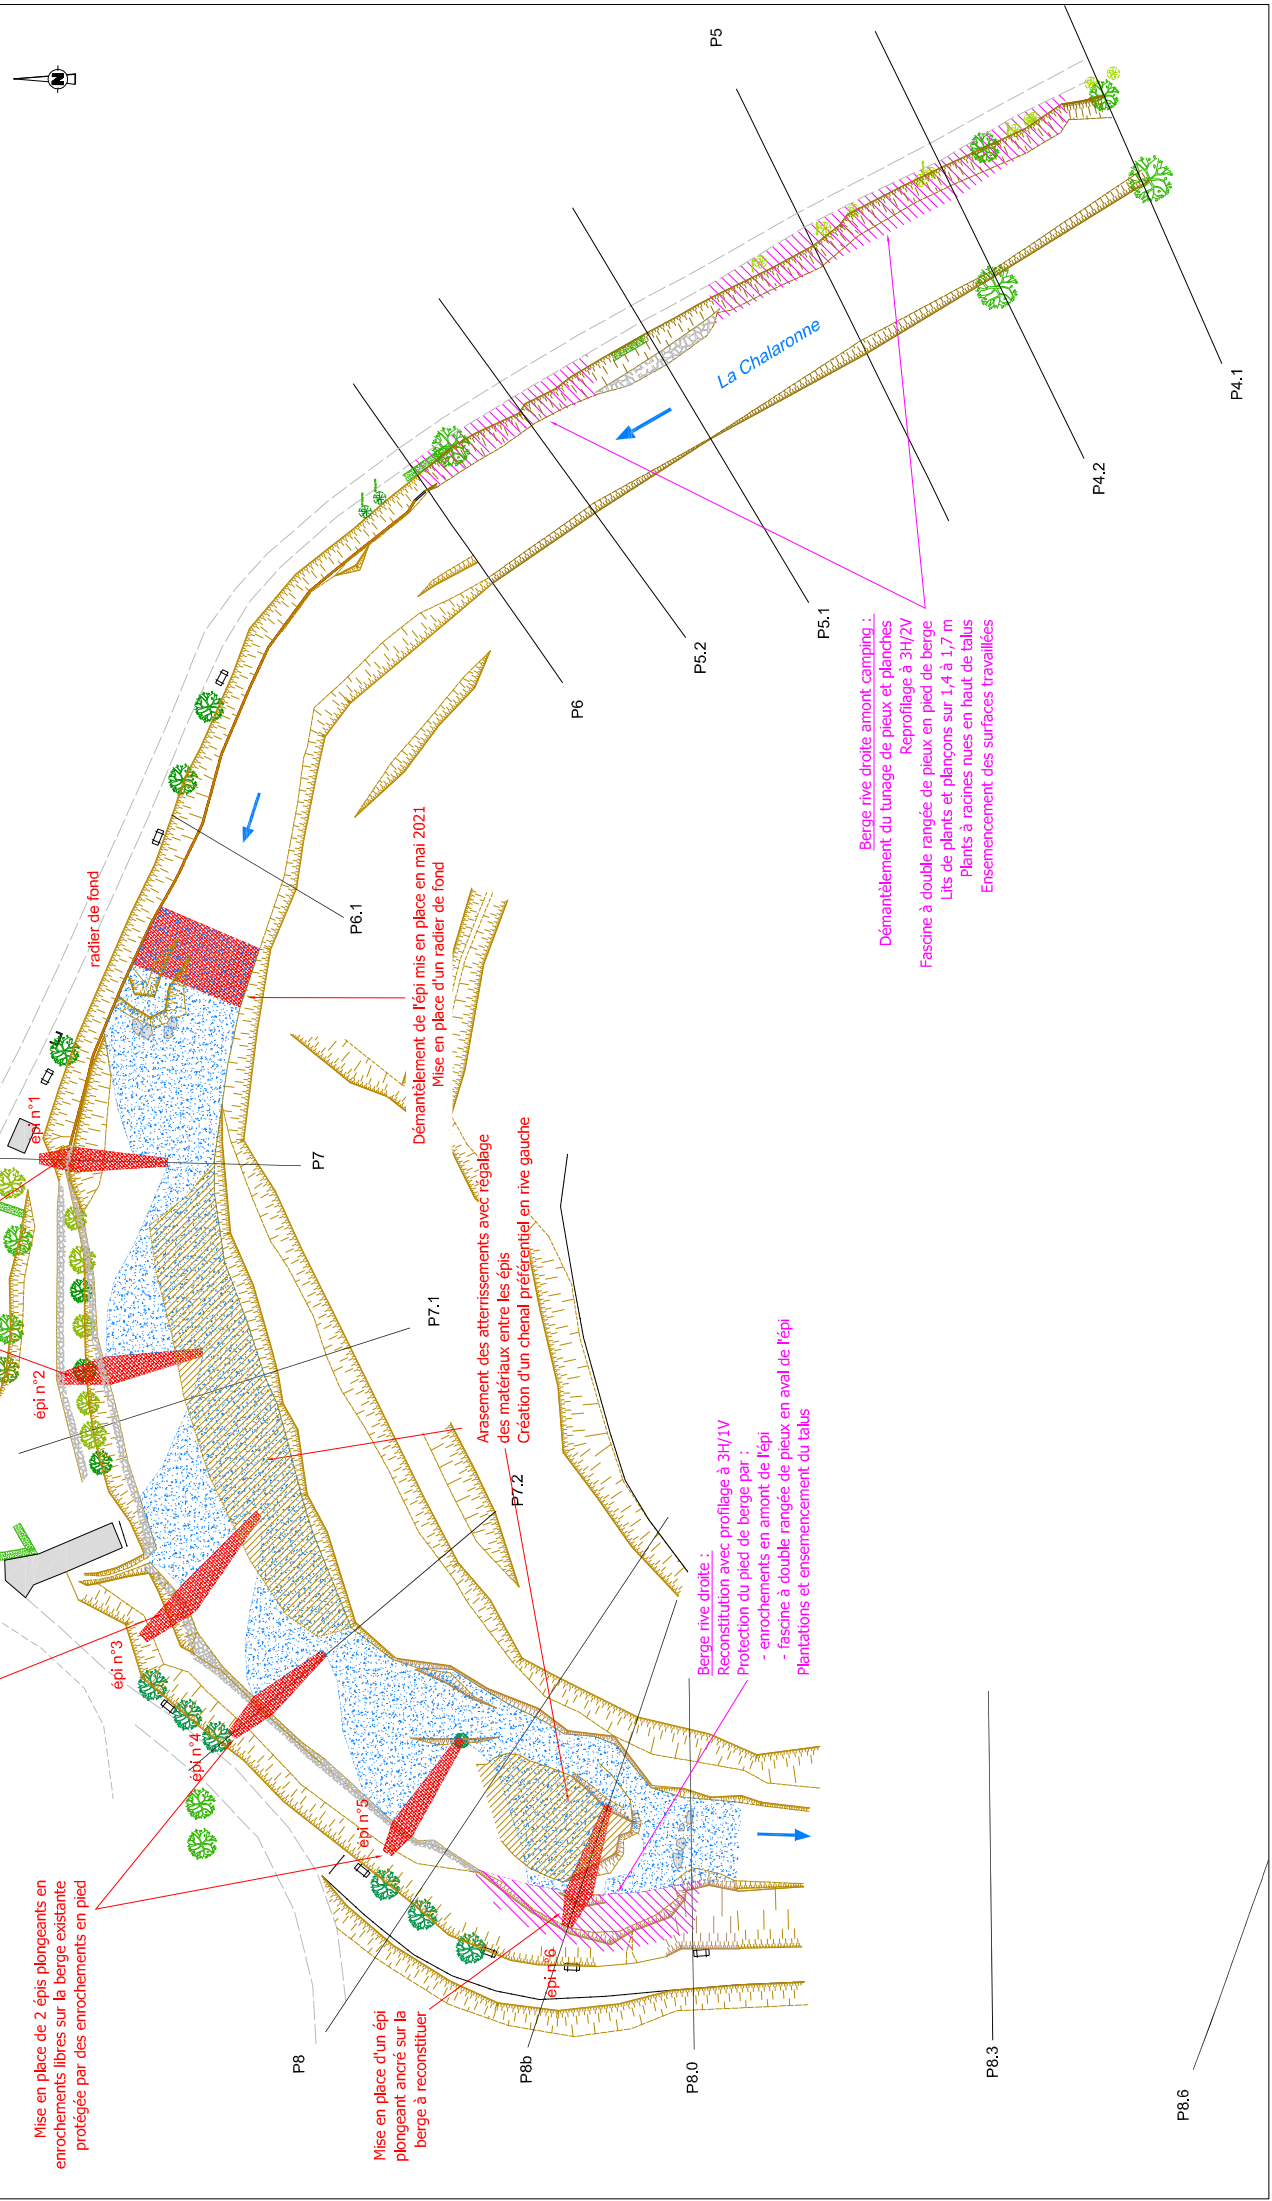 N
P5
La Chalaronne
P4.1
P4.2
P5.1
P5.2
P6
Berge rive droite amont camping :
Démantèlement du tunage de pieux et planches
Reprofilage à 3H/2V
Fascine à double rangée de pieux en pied de berge
Lits de plants et plançons sur 1,4 à 1,7 m
Plants à racines nues en haut de talus
Ensemencement des surfaces travaillées
radier de fond
P6.1
Démantèlement de l'épi mis en place en mai 2021
Mise en place d'un radier de fond
épi n°1
P7
épi n°2
P7.1
Arasement des atterrissements avec régalage
des matériaux entre les épis
Création d'un chenal préférentiel en rive gauche
P7.2
épi n°3
épi n°4
épi n°5
épi n°6
Berge rive droite :
Reconstitution avec profilage à 3H/1V
Protection du pied de berge par :
- enrochements en amont de l'épi
- fascine à double rangée de pieux en aval de l'épi
Plantations et ensemencement du talus
Mise en place de 2 épis plongeants en
enrochements libres sur la berge existante
protégée par des enrochements en pied
Mise en place d'un épi
plongeant ancré sur la
berge à reconstituer
P8
P8b
P8.0
P8.3
P8.6